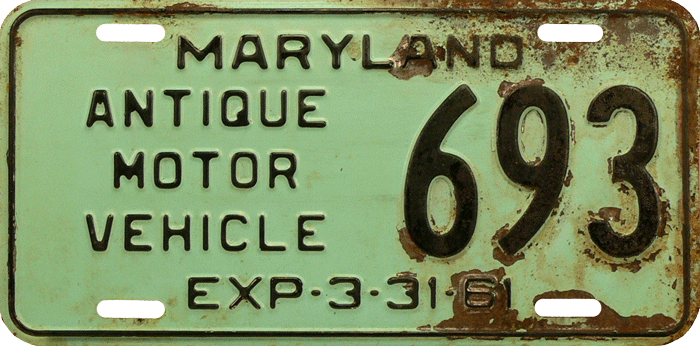 MARYLAND
ANTIQUE
MOTOR
VEHICLE
693
EXP-3-31-61